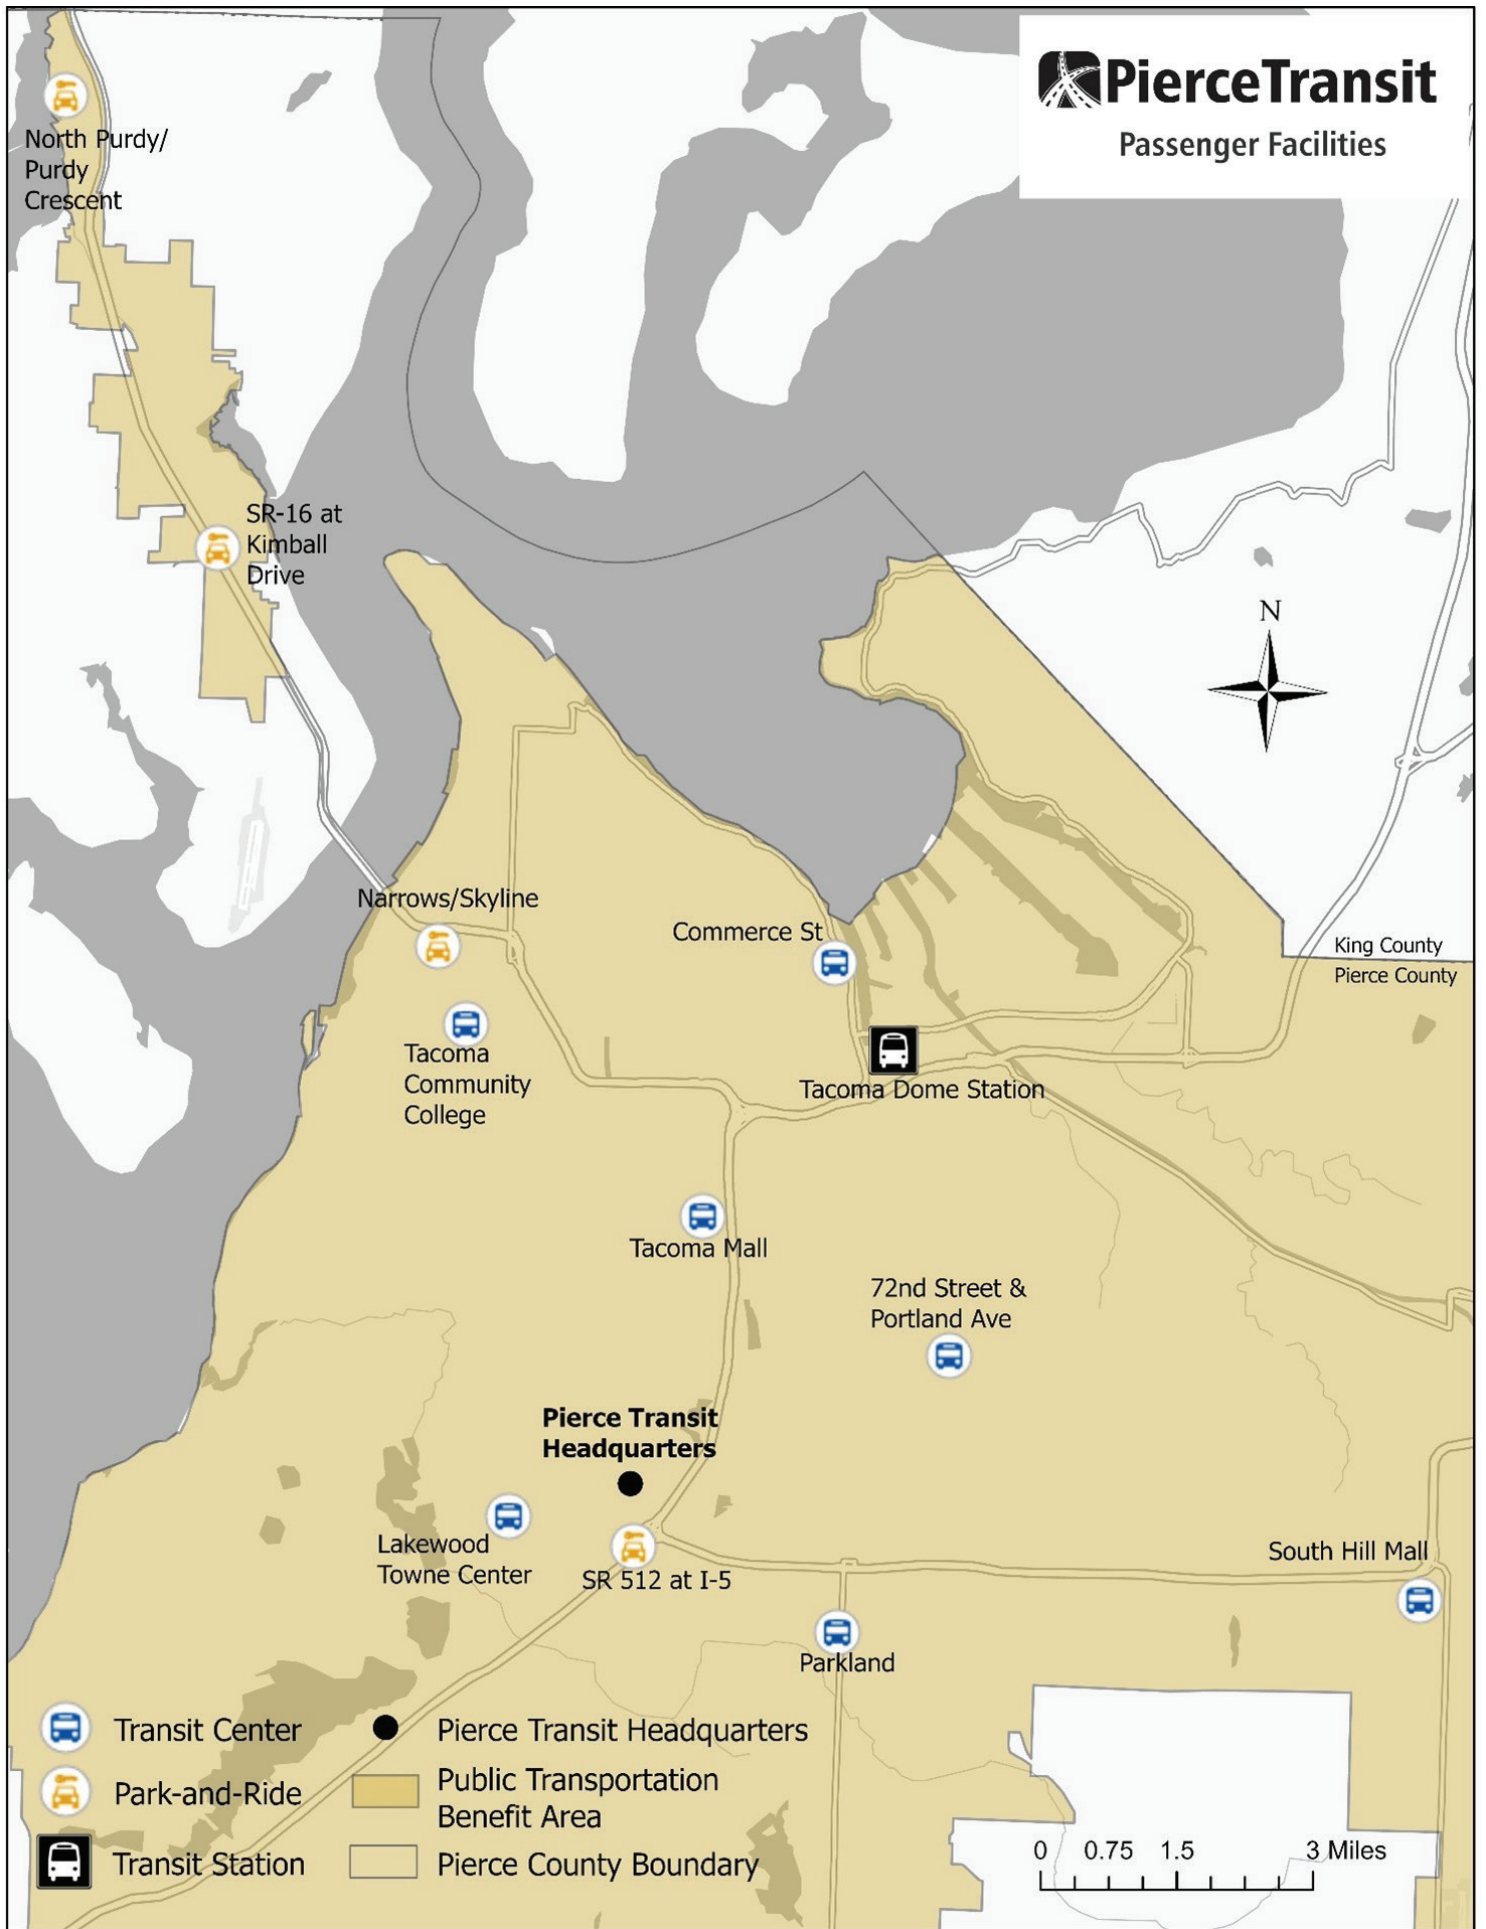 PierceTransit
Passenger Facilities
North Purdy/
Purdy
Crescent
SR-16 at
Kimball
Drive
N
Narrows/Skyline
Commerce St
King County
Pierce County
Tacoma
Community
College
Tacoma Dome Station
Tacoma Mall
72nd Street &
Portland Ave
Pierce Transit
Headquarters
Lakewood
Towne Center
SR 512 at I-5
South Hill Mall
Parkland
Transit Center
Pierce Transit Headquarters
Park-and-Ride
Public Transportation
Benefit Area
Transit Station
Pierce County Boundary
0 0.75 1.5 3 Miles